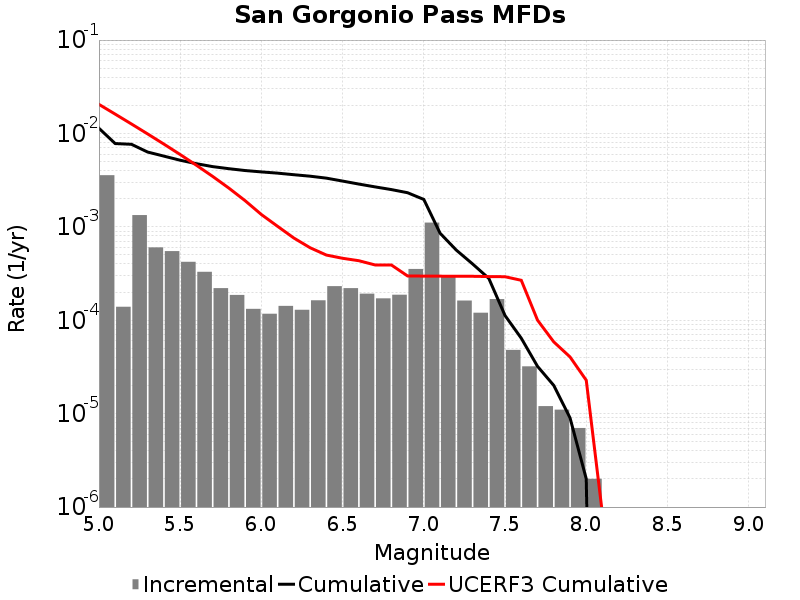 San Gorgonio Pass MFDs
10^-1
10^-2
10^-3
10^-4
10^-5
10^-6
Rate (1/yr)
5.0 5.5 6.0 6.5 7.0 7.5 8.0 8.5 9.0
Magnitude
Incremental Cumulative UCERF3 Cumulative